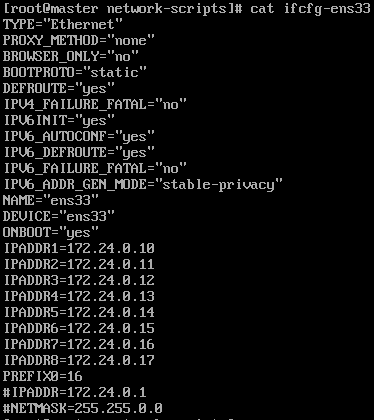 [root@master network-scripts]# cat ifcfg-ens33
TYPE="Ethernet"
PROXY_METHOD="none"
BROWSER_ONLY="no"
BOOTPROTO="static"
DEFROUTE="yes"
IPV4_FAILURE_FATAL="no"
IPV6INIT="yes"
IPV6_AUTOCONF="yes"
IPV6_DEFROUTE="yes"
IPV6_FAILURE_FATAL="no"
IPV6_ADDR_GEN_MODE="stable-privacy"
NAME="ens33"
DEVICE="ens33"
ONBOOT="yes"
IPADDR1=172.24.0.10
IPADDR2=172.24.0.11
IPADDR3=172.24.0.12
IPADDR4=172.24.0.13
IPADDR5=172.24.0.14
IPADDR6=172.24.0.15
IPADDR7=172.24.0.16
IPADDR8=172.24.0.17
PREFIX0=16
#IPADDR=172.24.0.1
#NETMASK=255.255.0.0